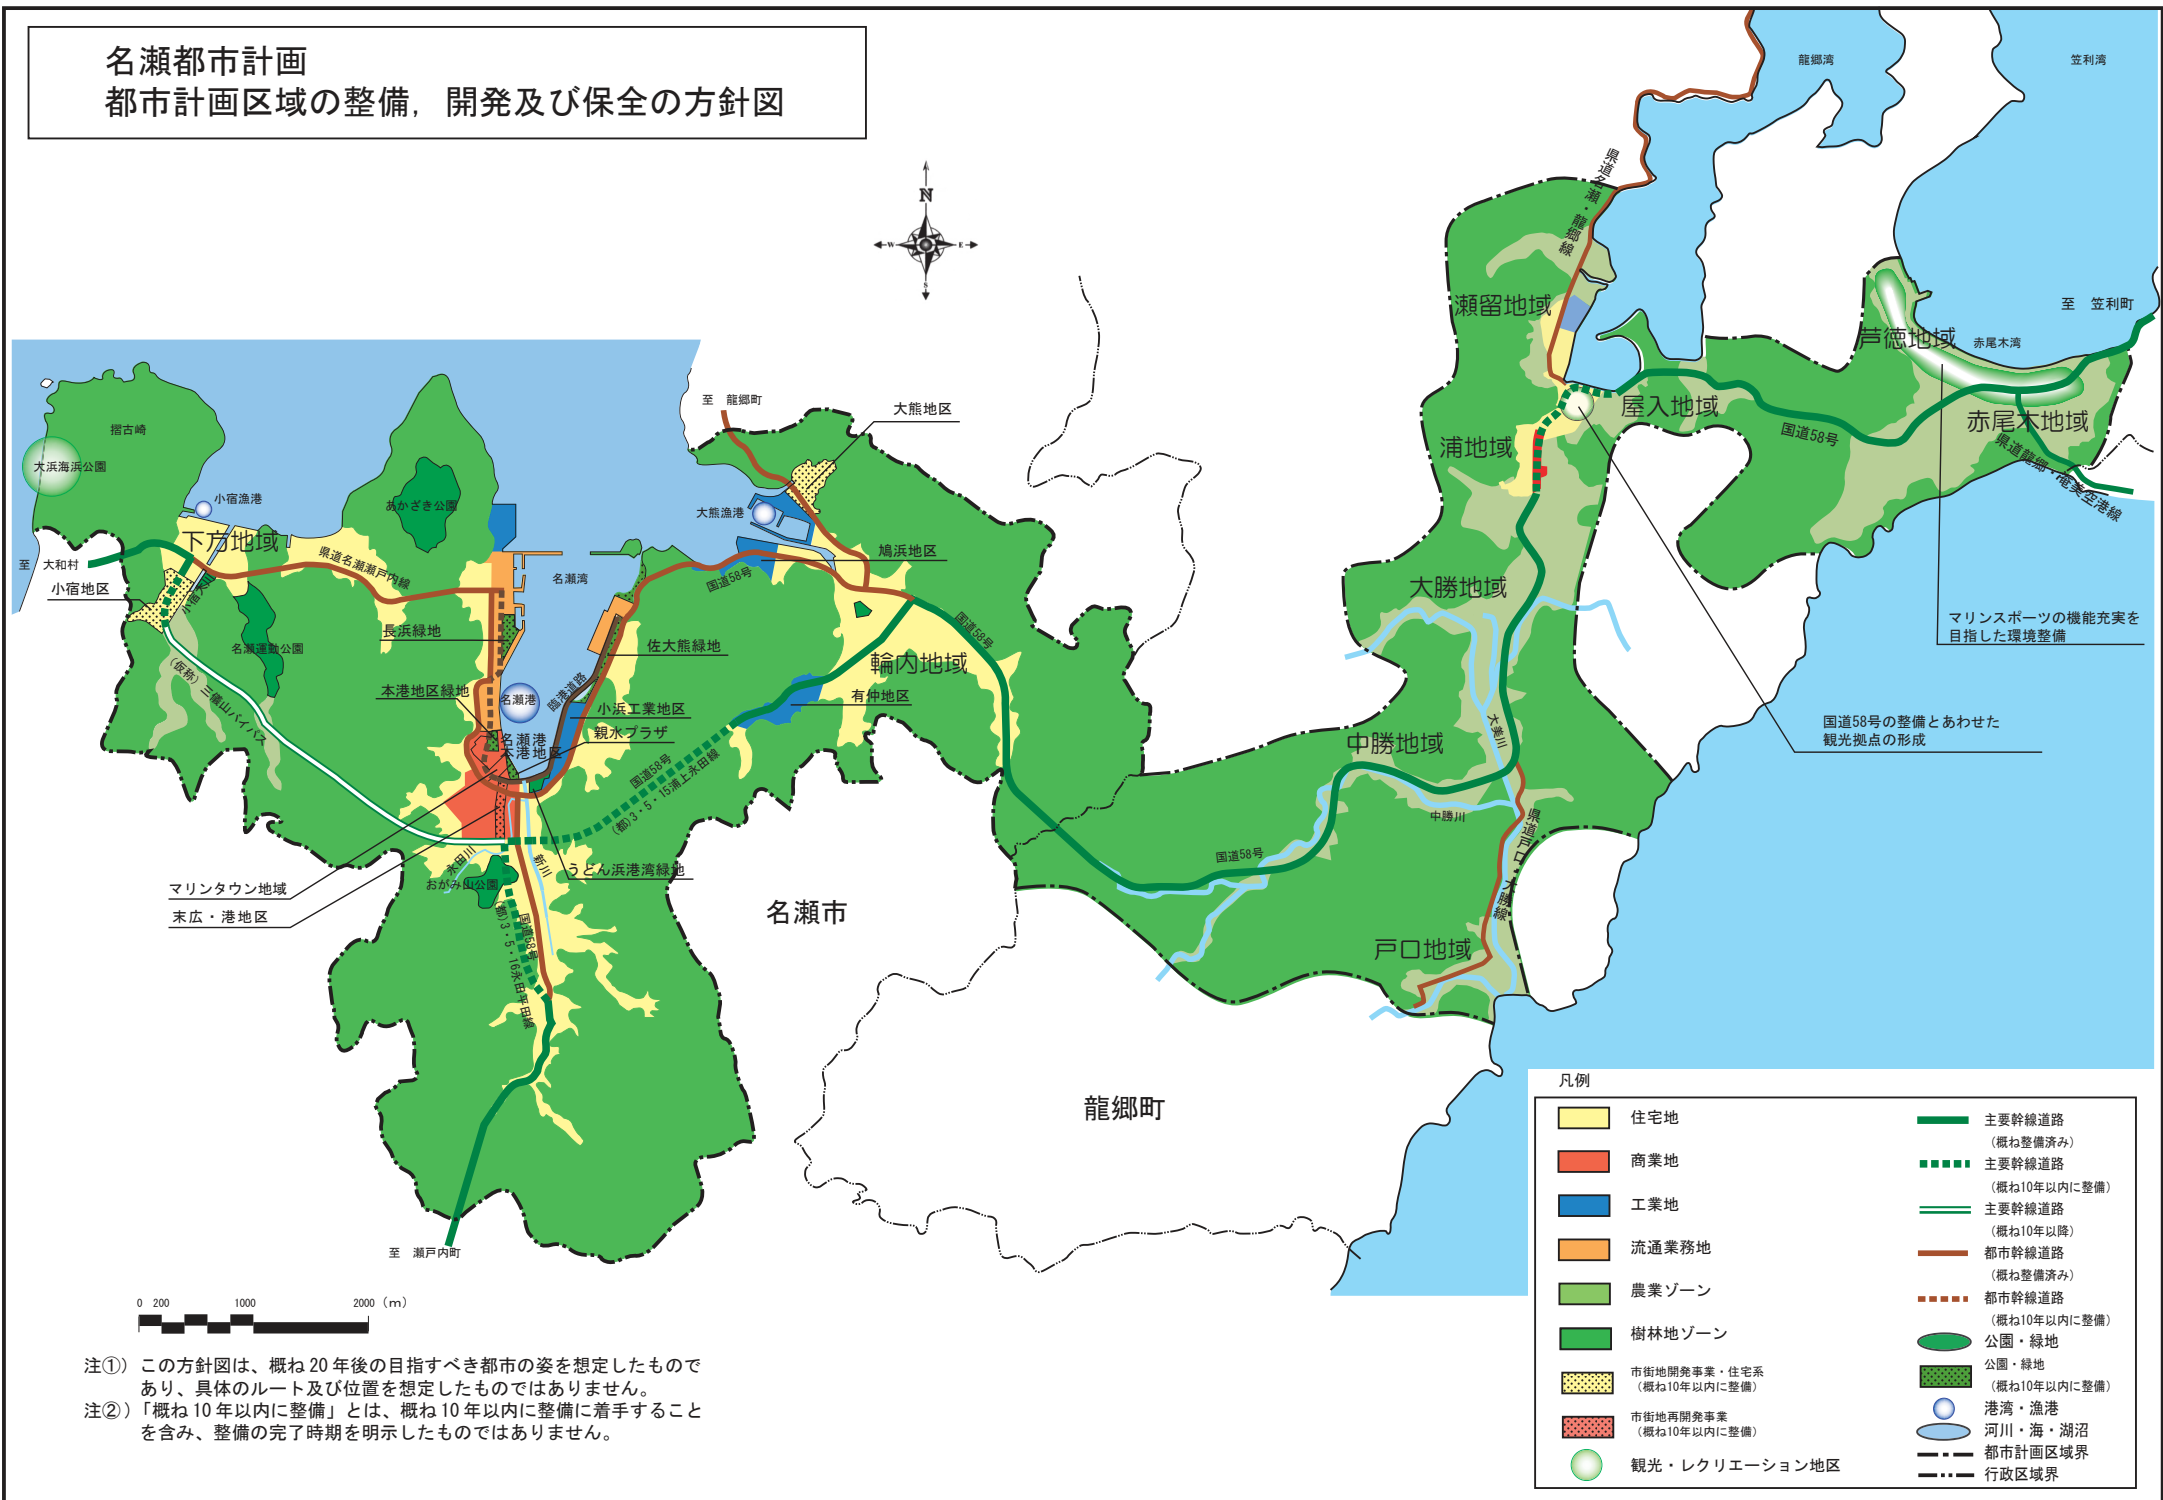 名瀬都市計画
都市計画区域の整備，開発及び保全の方針図
N
W
E
S
龍郷湾
笠利湾
県道名瀬・龍郷線
至　笠利町
瀬留地域
芦徳地域
赤尾木湾
屋入地域
赤尾木地域
国道58号
県道龍郷・奄美空港線
浦地域
大勝地域
マリンスポーツの機能充実を
目指した環境整備
国道58号の整備とあわせた
観光拠点の形成
大美川
中勝地域
中勝川
国道58号
県道戸口・大勝線
戸口地域
至　龍郷町
大熊地区
摺古崎
大浜海浜公園
小宿漁港
あかざき公園
大熊漁港
下方地域
県道名瀬瀬戸内線
名瀬湾
国道58号
鳩浜地区
至　大和村
小宿地区
小宿大川
国道58号
長浜緑地
佐大熊緑地
輪内地域
名瀬運動公園
(仮称)三儀山バイパス
本港地区緑地
名瀬港
臨港道路
小浜工業地区
有仲地区
親水プラザ
名瀬港
本港地区
国道58号
(都)3・5・15浦上永田線
永田川
新川
うどん浜港湾緑地
おがみ山公園
マリンタウン地域
末広・港地区
国道58号
(都)3・5・16永田平田線
名瀬市
龍郷町
至　瀬戸内町
0 200 1000 2000（m）
注①）この方針図は、概ね 20 年後の目指すべき都市の姿を想定したもので
あり、具体のルート及び位置を想定したものではありません。
注②）「概ね 10 年以内に整備」とは、概ね 10 年以内に整備に着手すること
を含み、整備の完了時期を明示したものではありません。
凡例
住宅地
商業地
工業地
流通業務地
農業ゾーン
樹林地ゾーン
市街地開発事業・住宅系
（概ね10年以内に整備）
市街地再開発事業
（概ね10年以内に整備）
観光・レクリエーション地区
主要幹線道路
（概ね整備済み）
主要幹線道路
（概ね10年以内に整備）
主要幹線道路
（概ね10年以降）
都市幹線道路
（概ね整備済み）
都市幹線道路
（概ね10年以内に整備）
公園・緑地
公園・緑地
（概ね10年以内に整備）
港湾・漁港
河川・海・湖沼
都市計画区域界
行政区域界